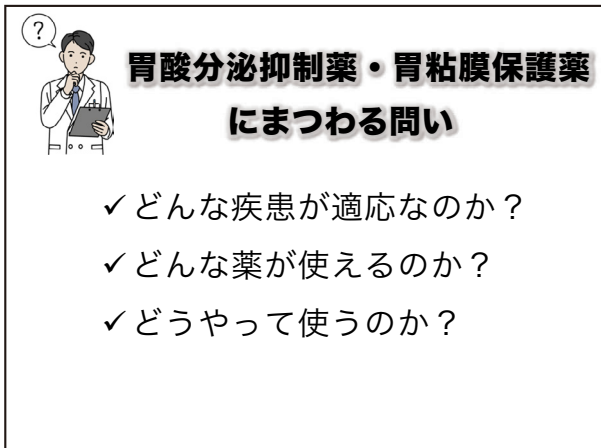 ?
胃酸分泌抑制薬・胃粘膜保護薬
にまつわる問い
✓どんな疾患が適応なのか？
✓どんな薬が使えるのか？
✓どうやって使うのか？